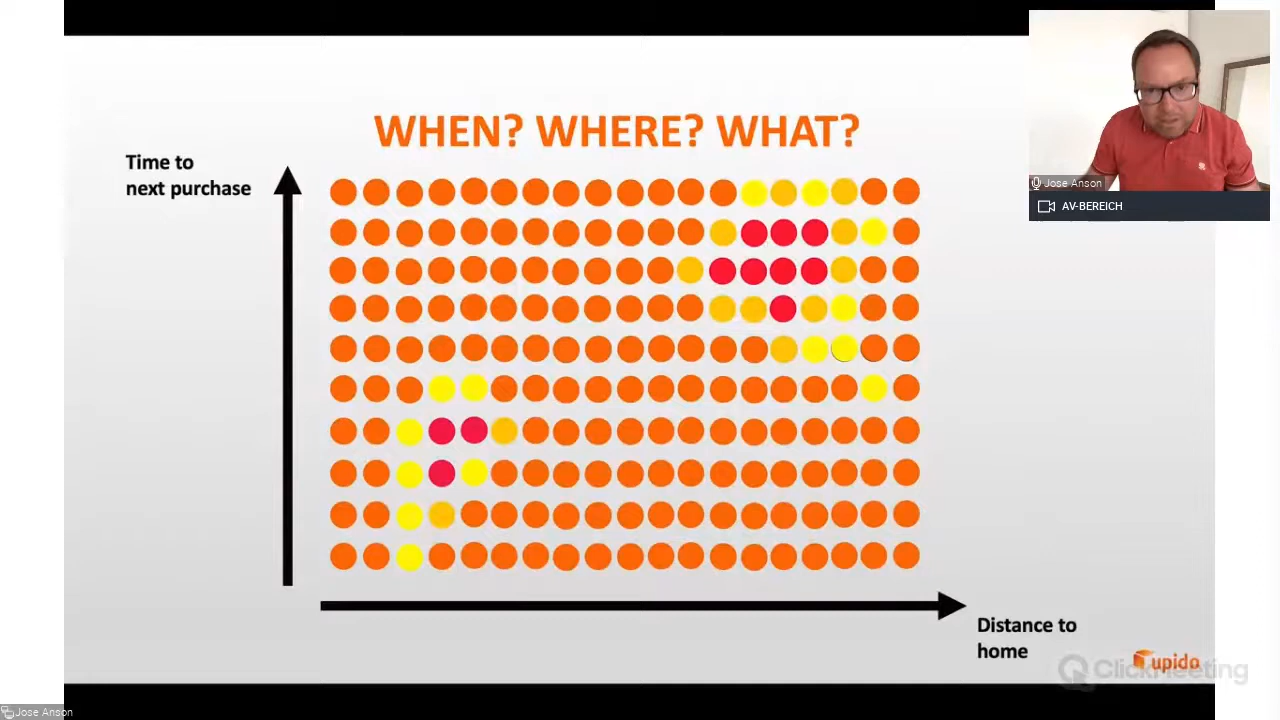 WHEN? WHERE? WHAT?
Time to
next purchase
Jose Anson
AV-BEREICH
Distance to
home
upido
ClickMeeting
Jose Anson